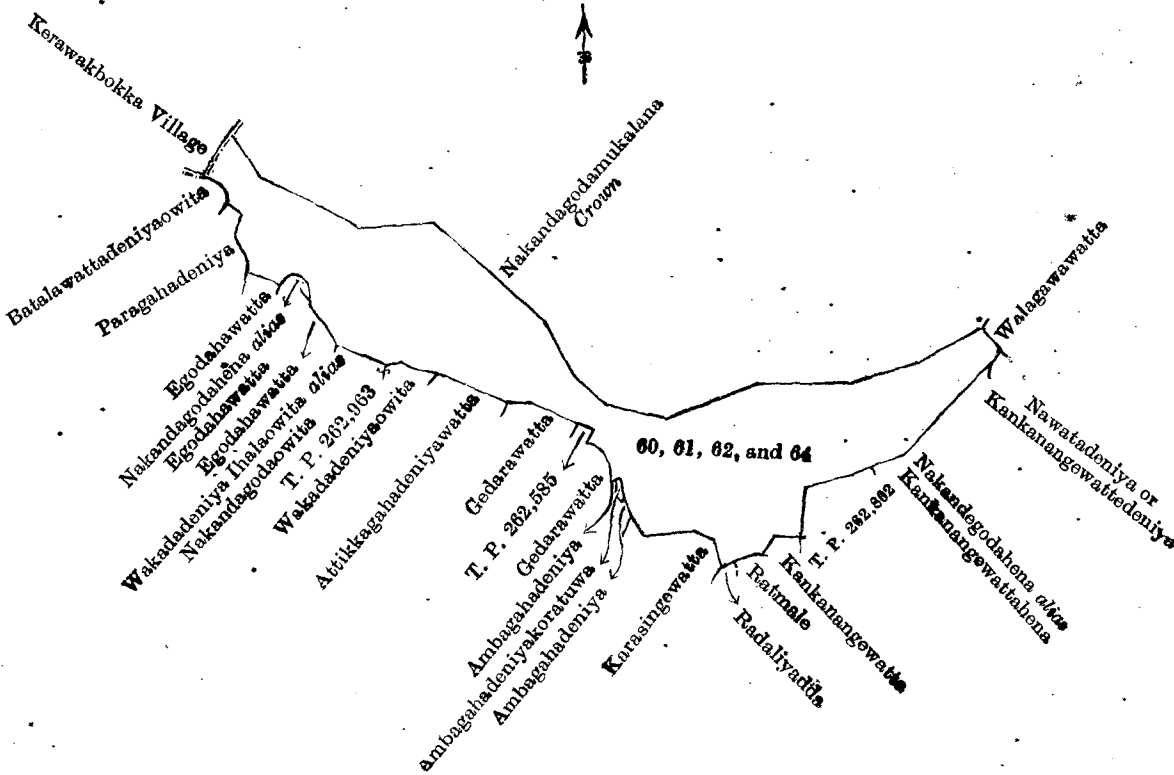 Kerawakbokka Village
Nakandagodamukalana
Crown
Batalawattadeniyaowita
Paragahadeniya
Egodahawatta
Nakandagodahena alias
Egodahawatta
Egodahawatta
Wakadadeniya Ihalaowita alias
Nakandagodaowita
T. P. 262,963
Wakadadeniyaowita
Attikkagahadeniyawatta
Gedarawatta
T. P. 262,585
Gedarawatta
Ambagahadeniya
Ambagahadeniyakoratuwa
Ambagahadeniya
Karasingewatta
60, 61, 62, and 64
Radaliyadda
Ratmale
Kankanangewatta
T. P. 262,862
Nakandegodahena alias
Kankanangewattahena
Nawatadeniya or
Kankanangewattedeniya
Walagawawatta